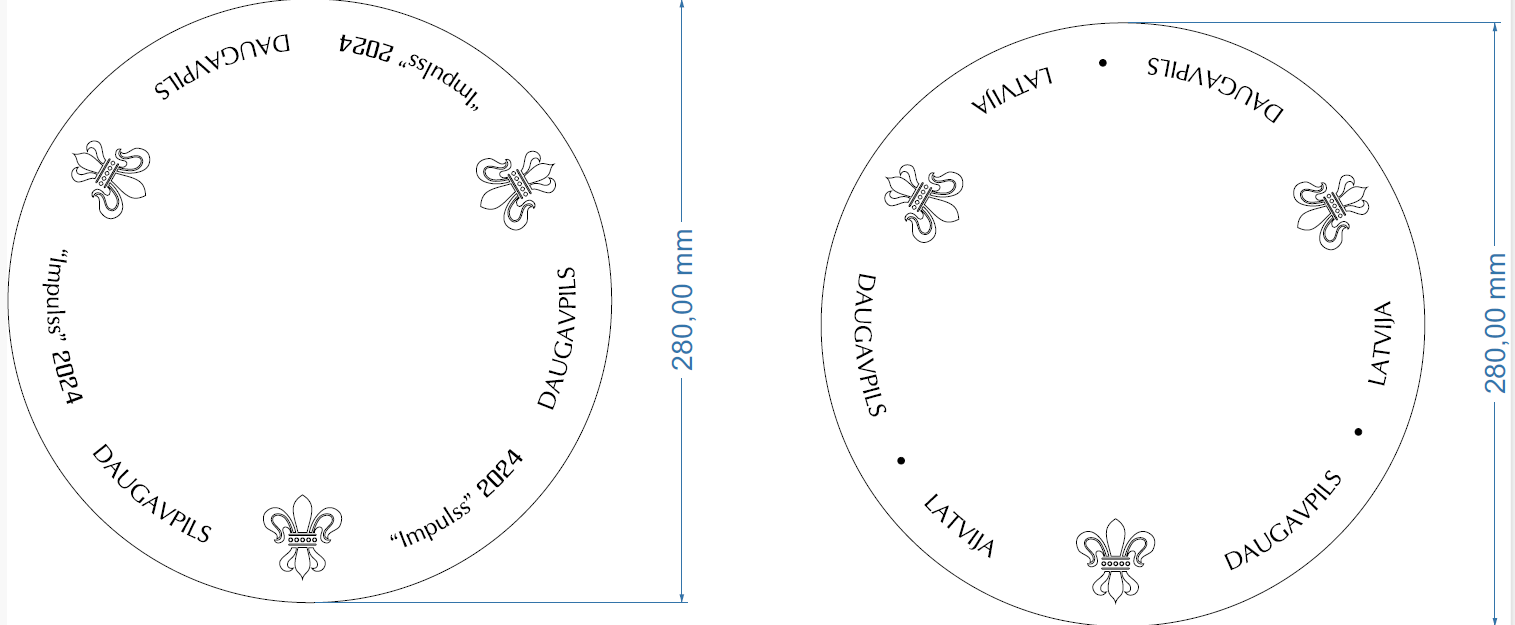 DAUGAVPILS
“Impulss” 2024
DAUGAVPILS
“Impulss” 2024
DAUGAVPILS
“Impulss” 2024
280,00 mm
LATVIJA • DAUGAVPILS
LATVIJA • DAUGAVPILS
LATVIJA • DAUGAVPILS
280,00 mm